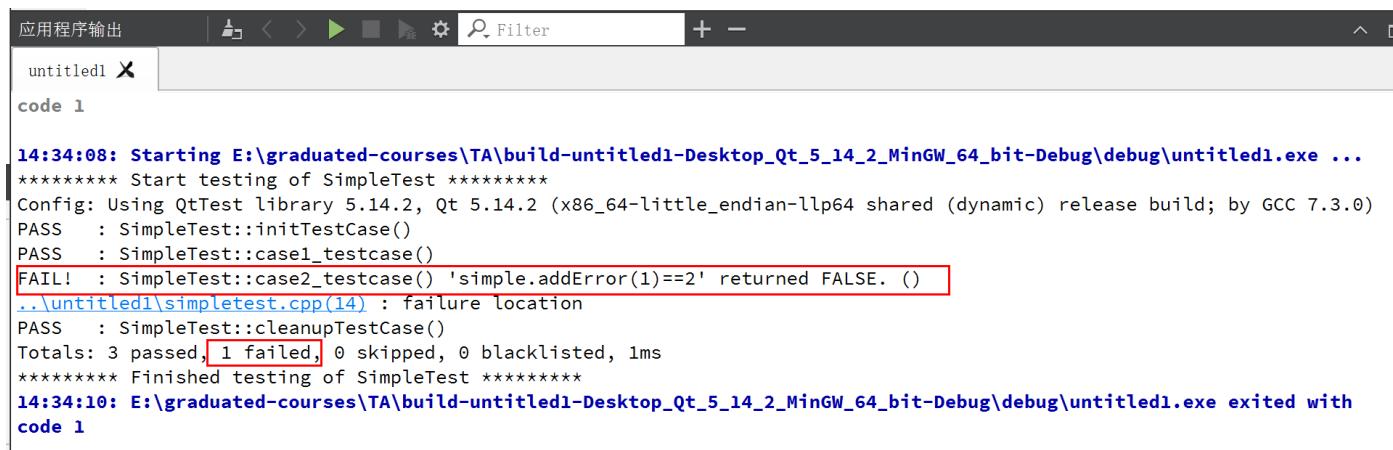 应用程序输出 Filter
untitled1
code 1
14:34:08: Starting E:\graduated-courses\TA\build-untitled1-Desktop_Qt_5_14_2_MinGW_64_bit-Debug\debug\untitled1.exe ...
********* Start testing of SimpleTest *********
Config: Using QtTest library 5.14.2, Qt 5.14.2 (x86_64-little_endian-llp64 shared (dynamic) release build; by GCC 7.3.0)
PASS   : SimpleTest::initTestCase()
PASS   : SimpleTest::case1_testcase()
FAIL!  : SimpleTest::case2_testcase() 'simple.addError(1)==2' returned FALSE. ()
..\untitled1\simpletest.cpp(14) : failure location
PASS   : SimpleTest::cleanupTestCase()
Totals: 3 passed, 1 failed, 0 skipped, 0 blacklisted, 1ms
********* Finished testing of SimpleTest *********
14:34:10: E:\graduated-courses\TA\build-untitled1-Desktop_Qt_5_14_2_MinGW_64_bit-Debug\debug\untitled1.exe exited with
code 1